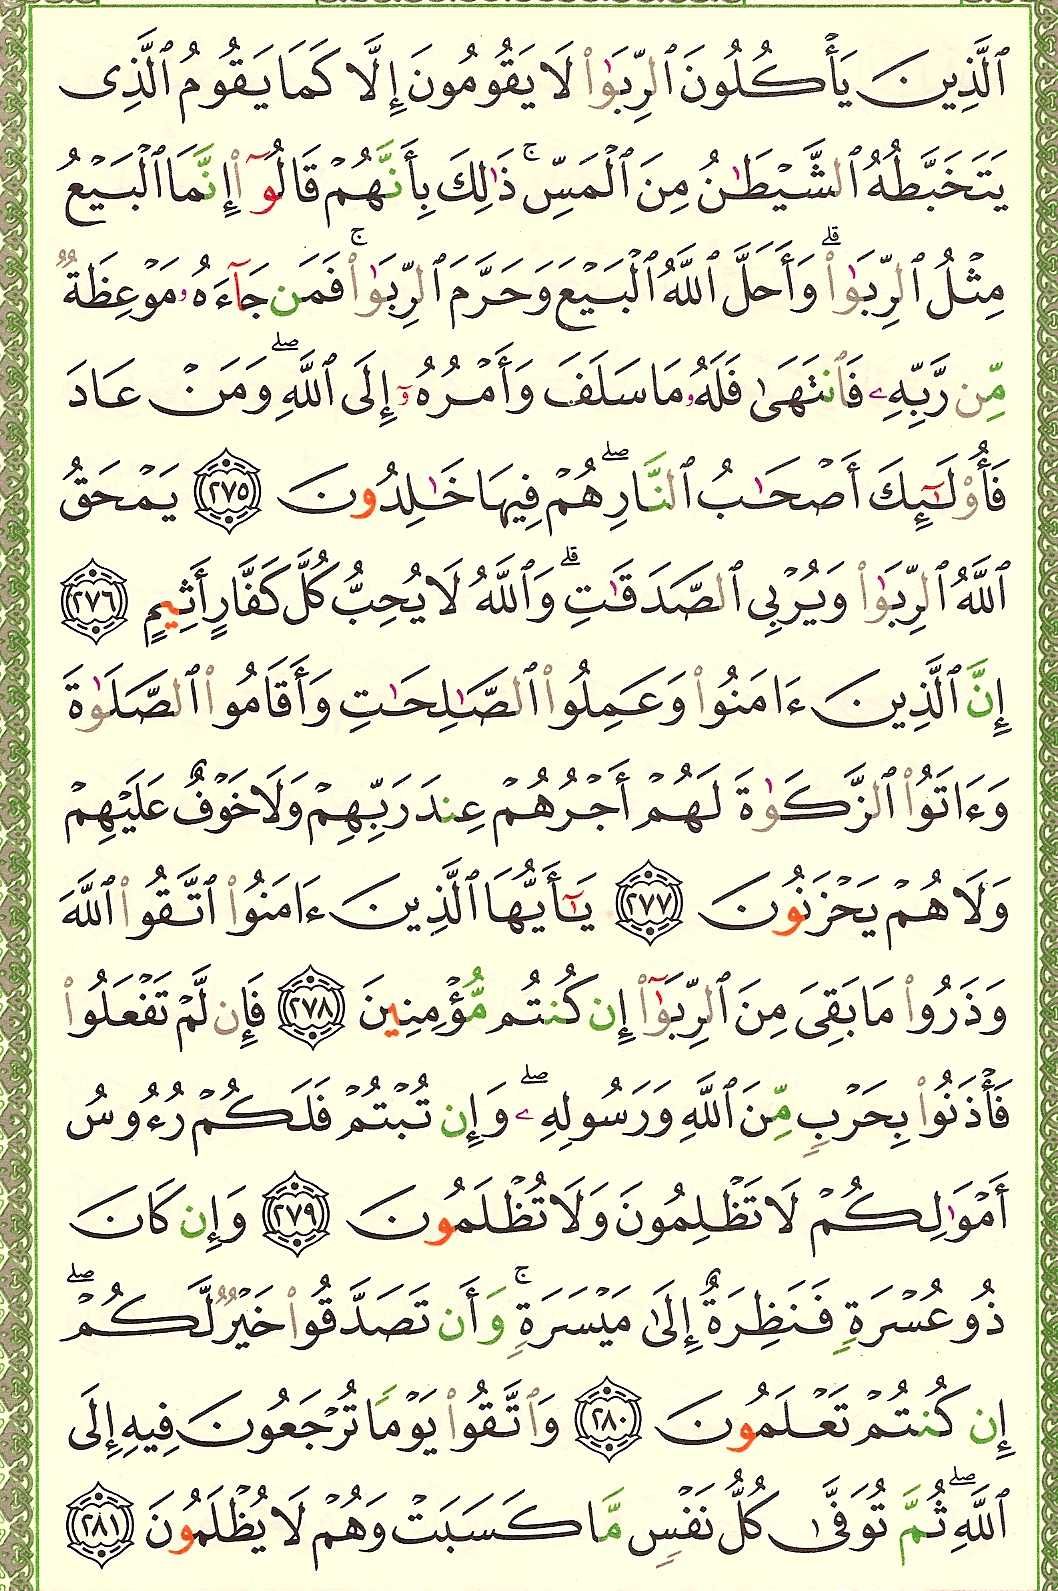 ٱلَّذِينَ يَأۡكُلُونَ ٱلرِّبَوٰاْ لَا يَقُومُونَ إِلَّا كَمَا يَقُومُ ٱلَّذِى
يَتَخَبَّطُهُ ٱلشَّيۡطَٰنُ مِنَ ٱلۡمَسِّۚ ذَٰلِكَ بِأَنَّهُمۡ قَالُوٓاْ إِنَّمَا ٱلۡبَيۡعُ
مِثۡلُ ٱلرِّبَوٰاْۗ وَأَحَلَّ ٱللَّهُ ٱلۡبَيۡعَ وَحَرَّمَ ٱلرِّبَوٰاْۚ فَمَن جَآءَهُۥ مَوۡعِظَةٌ
مِّن رَّبِّهِۦ فَٱنتَهَىٰ فَلَهُۥ مَا سَلَفَ وَأَمۡرُهُۥٓ إِلَى ٱللَّهِۖ وَمَنۡ عَادَ
فَأُوْلَٰٓئِكَ أَصۡحَٰبُ ٱلنَّارِۖ هُمۡ فِيهَا خَٰلِدُونَ ٢٧٥ يَمۡحَقُ
ٱللَّهُ ٱلرِّبَوٰاْ وَيُرۡبِى ٱلصَّدَقَٰتِۗ وَٱللَّهُ لَا يُحِبُّ كُلَّ كَفَّارٍ أَثِيمٍ ٢٧٦
إِنَّ ٱلَّذِينَ ءَامَنُواْ وَعَمِلُواْ ٱلصَّٰلِحَٰتِ وَأَقَامُواْ ٱلصَّلَوٰةَ
وَءَاتَوُاْ ٱلزَّكَوٰةَ لَهُمۡ أَجۡرُهُمۡ عِندَ رَبِّهِمۡ وَلَا خَوۡفٌ عَلَيۡهِمۡ
وَلَا هُمۡ يَحۡزَنُونَ ٢٧٧ يَٰٓأَيُّهَا ٱلَّذِينَ ءَامَنُواْ ٱتَّقُواْ ٱللَّهَ
وَذَرُواْ مَا بَقِىَ مِنَ ٱلرِّبَوٰٓاْ إِن كُنتُم مُّؤۡمِنِينَ ٢٧٨ فَإِن لَّمۡ تَفۡعَلُواْ
فَأۡذَنُواْ بِحَرۡبٍ مِّنَ ٱللَّهِ وَرَسُولِهِۦۖ وَإِن تُبۡتُمۡ فَلَكُمۡ رُءُوسُ
أَمۡوَٰلِكُمۡ لَا تَظۡلِمُونَ وَلَا تُظۡلَمُونَ ٢٧٩ وَإِن كَانَ
ذُو عُسۡرَةٍ فَنَظِرَةٌ إِلَىٰ مَيۡسَرَةٍۚ وَأَن تَصَدَّقُواْ خَيۡرٌ لَّكُمۡۖ
إِن كُنتُمۡ تَعۡلَمُونَ ٢٨٠ وَٱتَّقُواْ يَوۡمًا تُرۡجَعُونَ فِيهِ إِلَى
ٱللَّهِۖ ثُمَّ تُوَفَّىٰ كُلُّ نَفۡسٍ مَّا كَسَبَتۡ وَهُمۡ لَا يُظۡلَمُونَ ٢٨١